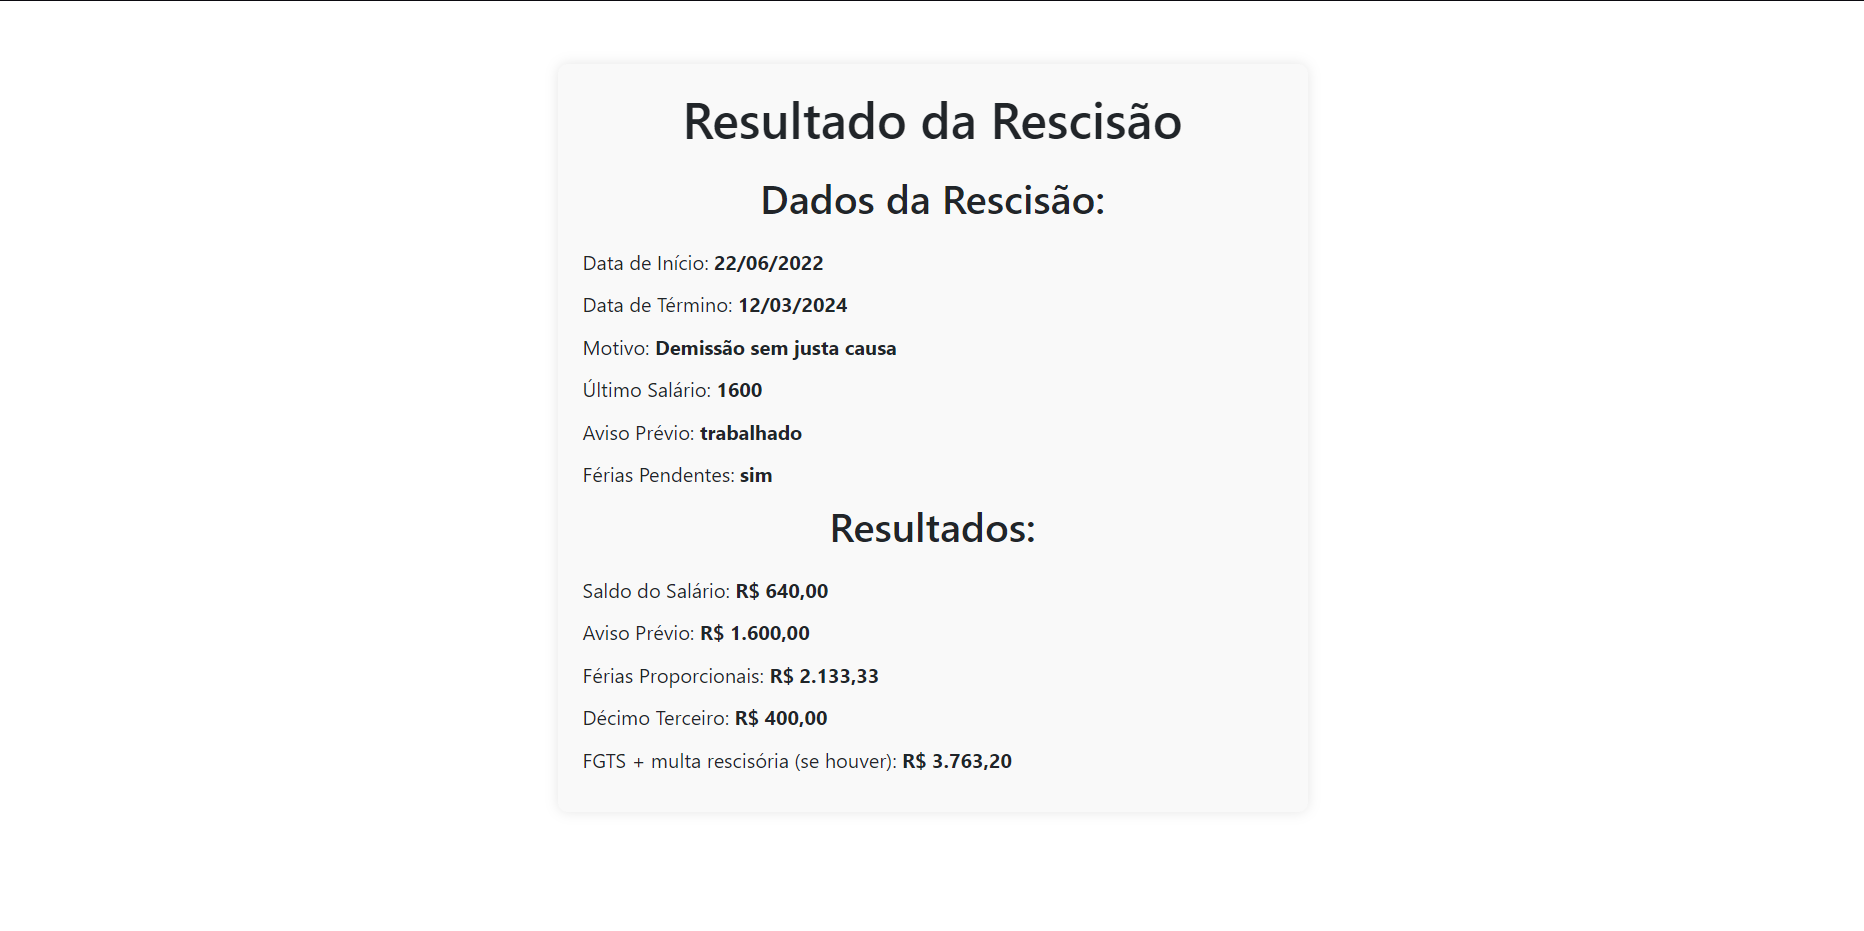 Resultado da Rescisão
Dados da Rescisão:
Data de Início: 22/06/2022
Data de Término: 12/03/2024
Motivo: Demissão sem justa causa
Último Salário: 1600
Aviso Prévio: trabalhado
Férias Pendentes: sim
Resultados:
Saldo do Salário: R$ 640,00
Aviso Prévio: R$ 1.600,00
Férias Proporcionais: R$ 2.133,33
Décimo Terceiro: R$ 400,00
FGTS + multa rescisória (se houver): R$ 3.763,20